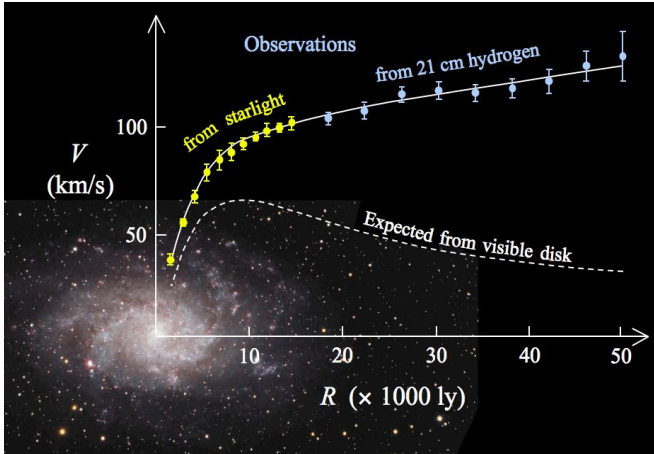 Observations
from 21 cm hydrogen
from starlight
100
V
(km/s)
50
Expected from visible disk
10
20
30
40
50
R (× 1000 ly)